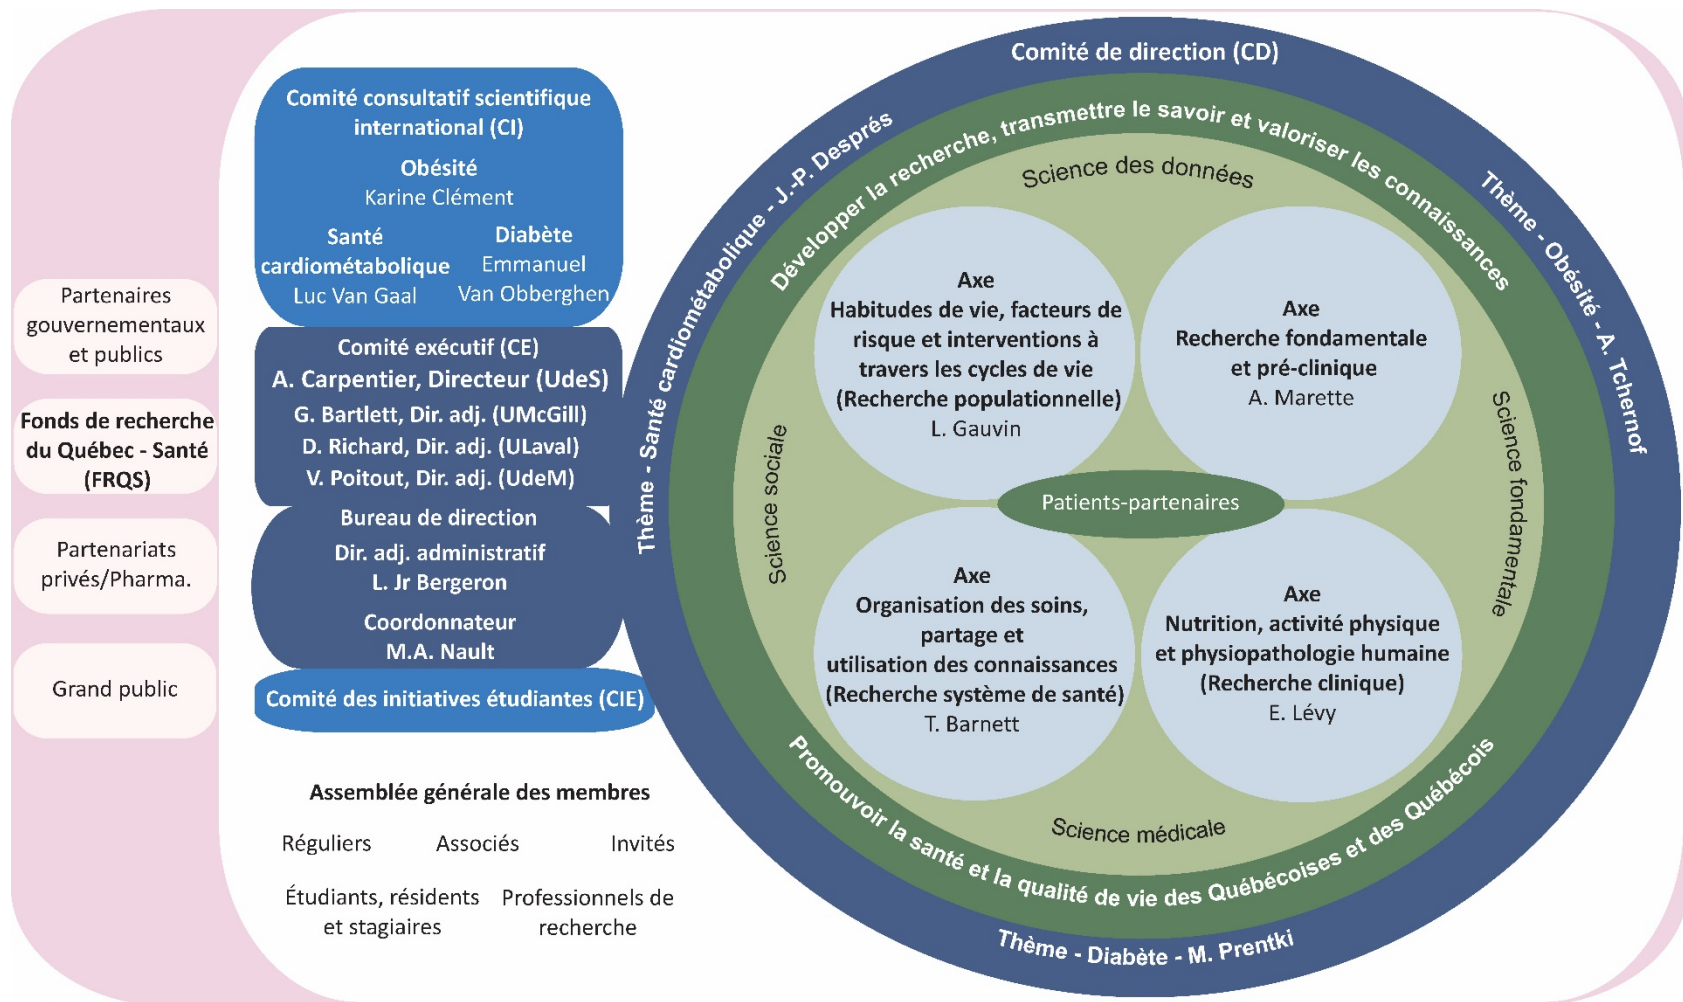 Partenaires
gouvernementaux
et publics
Fonds de recherche
du Québec - Santé
(FRQS)
Partenariats
privés/Pharma.
Grand public
Comité consultatif scientifique
international (CI)
Obésité
Karine Clément
Santé
cardiométabolique
Luc Van Gaal
Diabète
Emmanuel
Van Obberghen
Comité exécutif (CE)
A. Carpentier, Directeur (UdeS)
G. Bartlett, Dir. adj. (UMcGill)
D. Richard, Dir. adj. (ULaval)
V. Poitout, Dir. adj. (UdeM)
Bureau de direction
Dir. adj. administratif
L. Jr Bergeron
Coordonnateur
M.A. Nault
Comité des initiatives étudiantes (CIE)
Assemblée générale des membres
Réguliers
Associés
Invités
Étudiants, résidents
et stagiaires
Professionnels de
recherche
Comité de direction (CD)
Thème - Santé cardiométabolique - J.-P. Després
Thème - Obésité - A. Tchernof
Thème - Diabète - M. Prentki
Développer la recherche, transmettre le savoir et valoriser les connaissances
Promouvoir la santé et la qualité de vie des Québécoises et des Québécois
Science des données
Science sociale
Science fondamentale
Science médicale
Axe
Habitudes de vie, facteurs de
risque et interventions à
travers les cycles de vie
(Recherche populationnelle)
L. Gauvin
Axe
Recherche fondamentale
et pré-clinique
A. Marette
Patients-partenaires
Axe
Organisation des soins,
partage et
utilisation des connaissances
(Recherche système de santé)
T. Barnett
Axe
Nutrition, activité physique
et physiopathologie humaine
(Recherche clinique)
E. Lévy